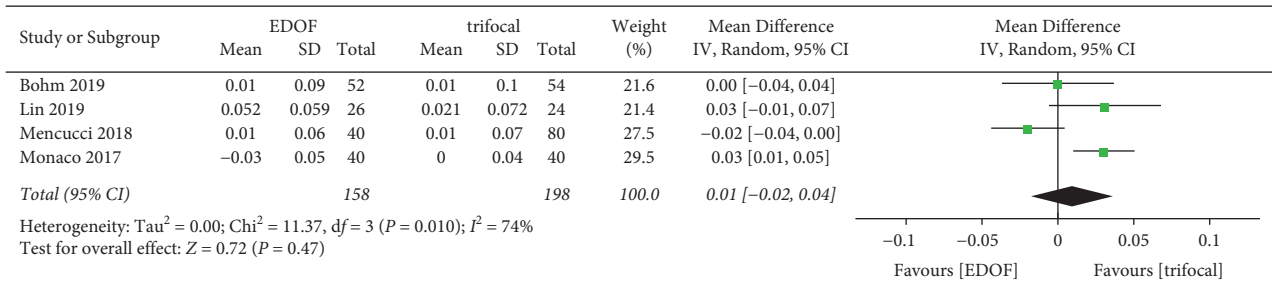 Study or Subgroup EDOF trifocal Weight (%) Mean Difference IV, Random, 95% CI Mean Difference IV, Random, 95% CI
Mean SD Total Mean SD Total
Bohm 2019 0.01 0.09 52 0.01 0.1 54 21.6 0.00 [−0.04, 0.04)
Lin 2019 0.052 0.059 26 0.021 0.072 24 21.4 0.03 [−0.01, 0.07)
Mencucci 2018 0.01 0.06 40 0.01 0.07 80 27.5 −0.02 [−0.04, 0.00]
Monaco 2017 −0.03 0.05 40 0 0.04 40 29.5 0.03 [0.01, 0.05]
Total (95% CI) 158 198 100.0 0.01 [−0.02, 0.04)
Heterogeneity: Tau² = 0.00; Chi² = 11.37, df = 3 (P = 0.010); I² = 74%
Test for overall effect: Z = 0.72 (P = 0.47)
−0.1 −0.05 0 0.05 0.1
Favours [EDOF] Favours [trifocal]